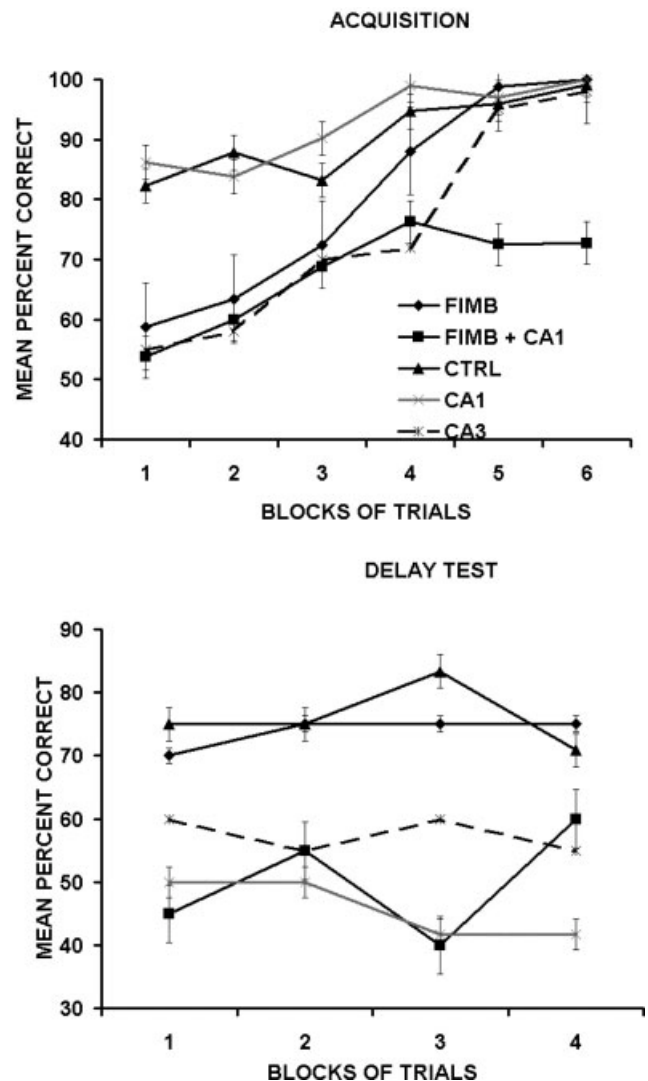 ACQUISITION
100
90
80
70
60
50
40
MEAN PERCENT CORRECT
FIMB
FIMB + CA1
CTRL
CA1
CA3
1 2 3 4 5 6
BLOCKS OF TRIALS
DELAY TEST
90
80
70
60
50
40
30
MEAN PERCENT CORRECT
1 2 3 4
BLOCKS OF TRIALS